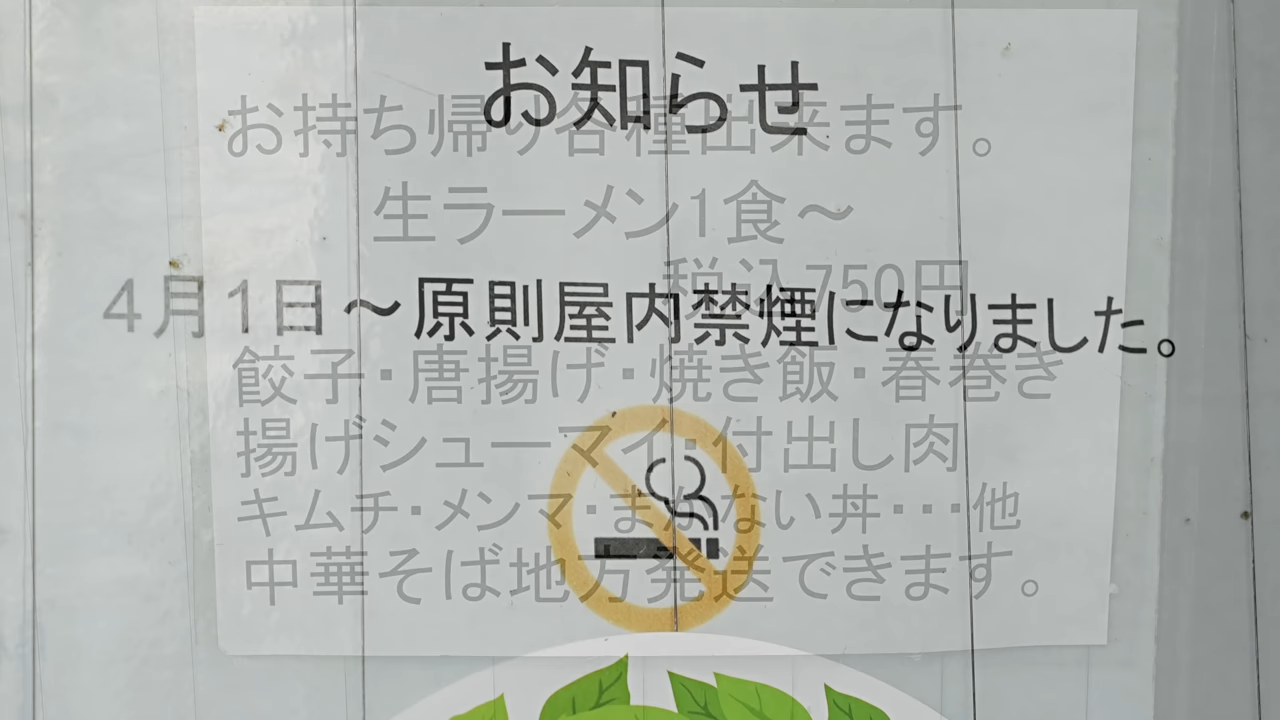 お知らせ
お持ち帰り各種出来ます。
生ラーメン1食～
税込750円
4月1日～原則屋内禁煙になりました。
餃子・唐揚げ・焼き飯・春巻き
揚げシューマイ・付出し肉
キムチ・メンマ・まかない丼・・・他
中華そば地方発送できます。